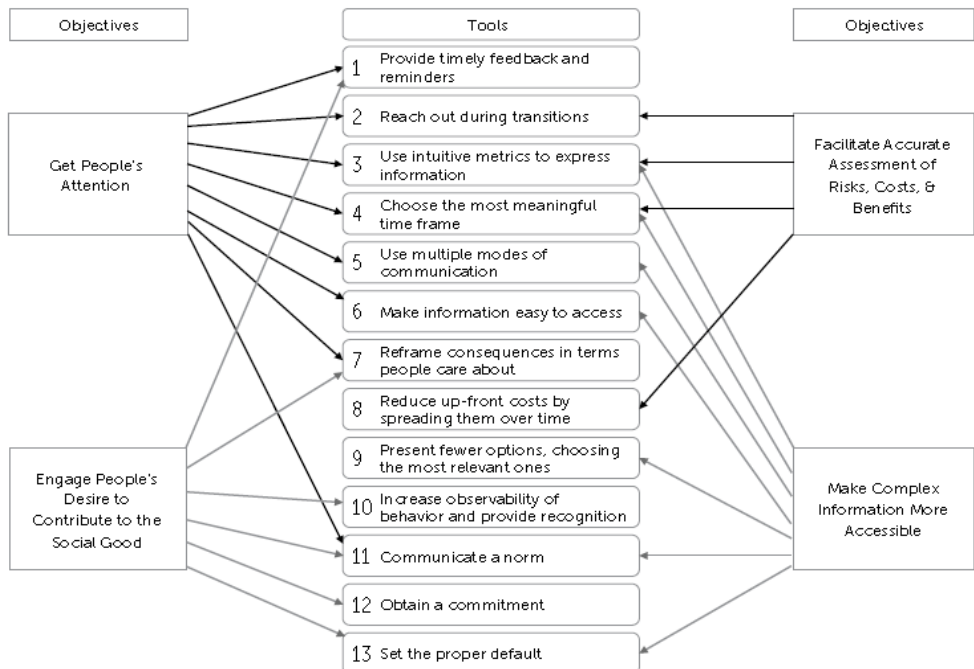 Objectives
Tools
Objectives
1 Provide timely feedback and
reminders
2 Reach out during transitions
3 Use intuitive metrics to express
information
4 Choose the most meaningful
time frame
5 Use multiple modes of
communication
6 Make information easy to access
7 Reframe consequences in terms
people care about
8 Reduce up-front costs by
spreading them over time
9 Present fewer options, choosing
the most relevant ones
10 Increase observability of
behavior and provide recognition
11 Communicate a norm
12 Obtain a commitment
13 Set the proper default
Get People's
Attention
Engage People's
Desire to
Contribute to the
Social Good
Facilitate Accurate
Assessment of
Risks, Costs, &
Benefits
Make Complex
Information More
Accessible